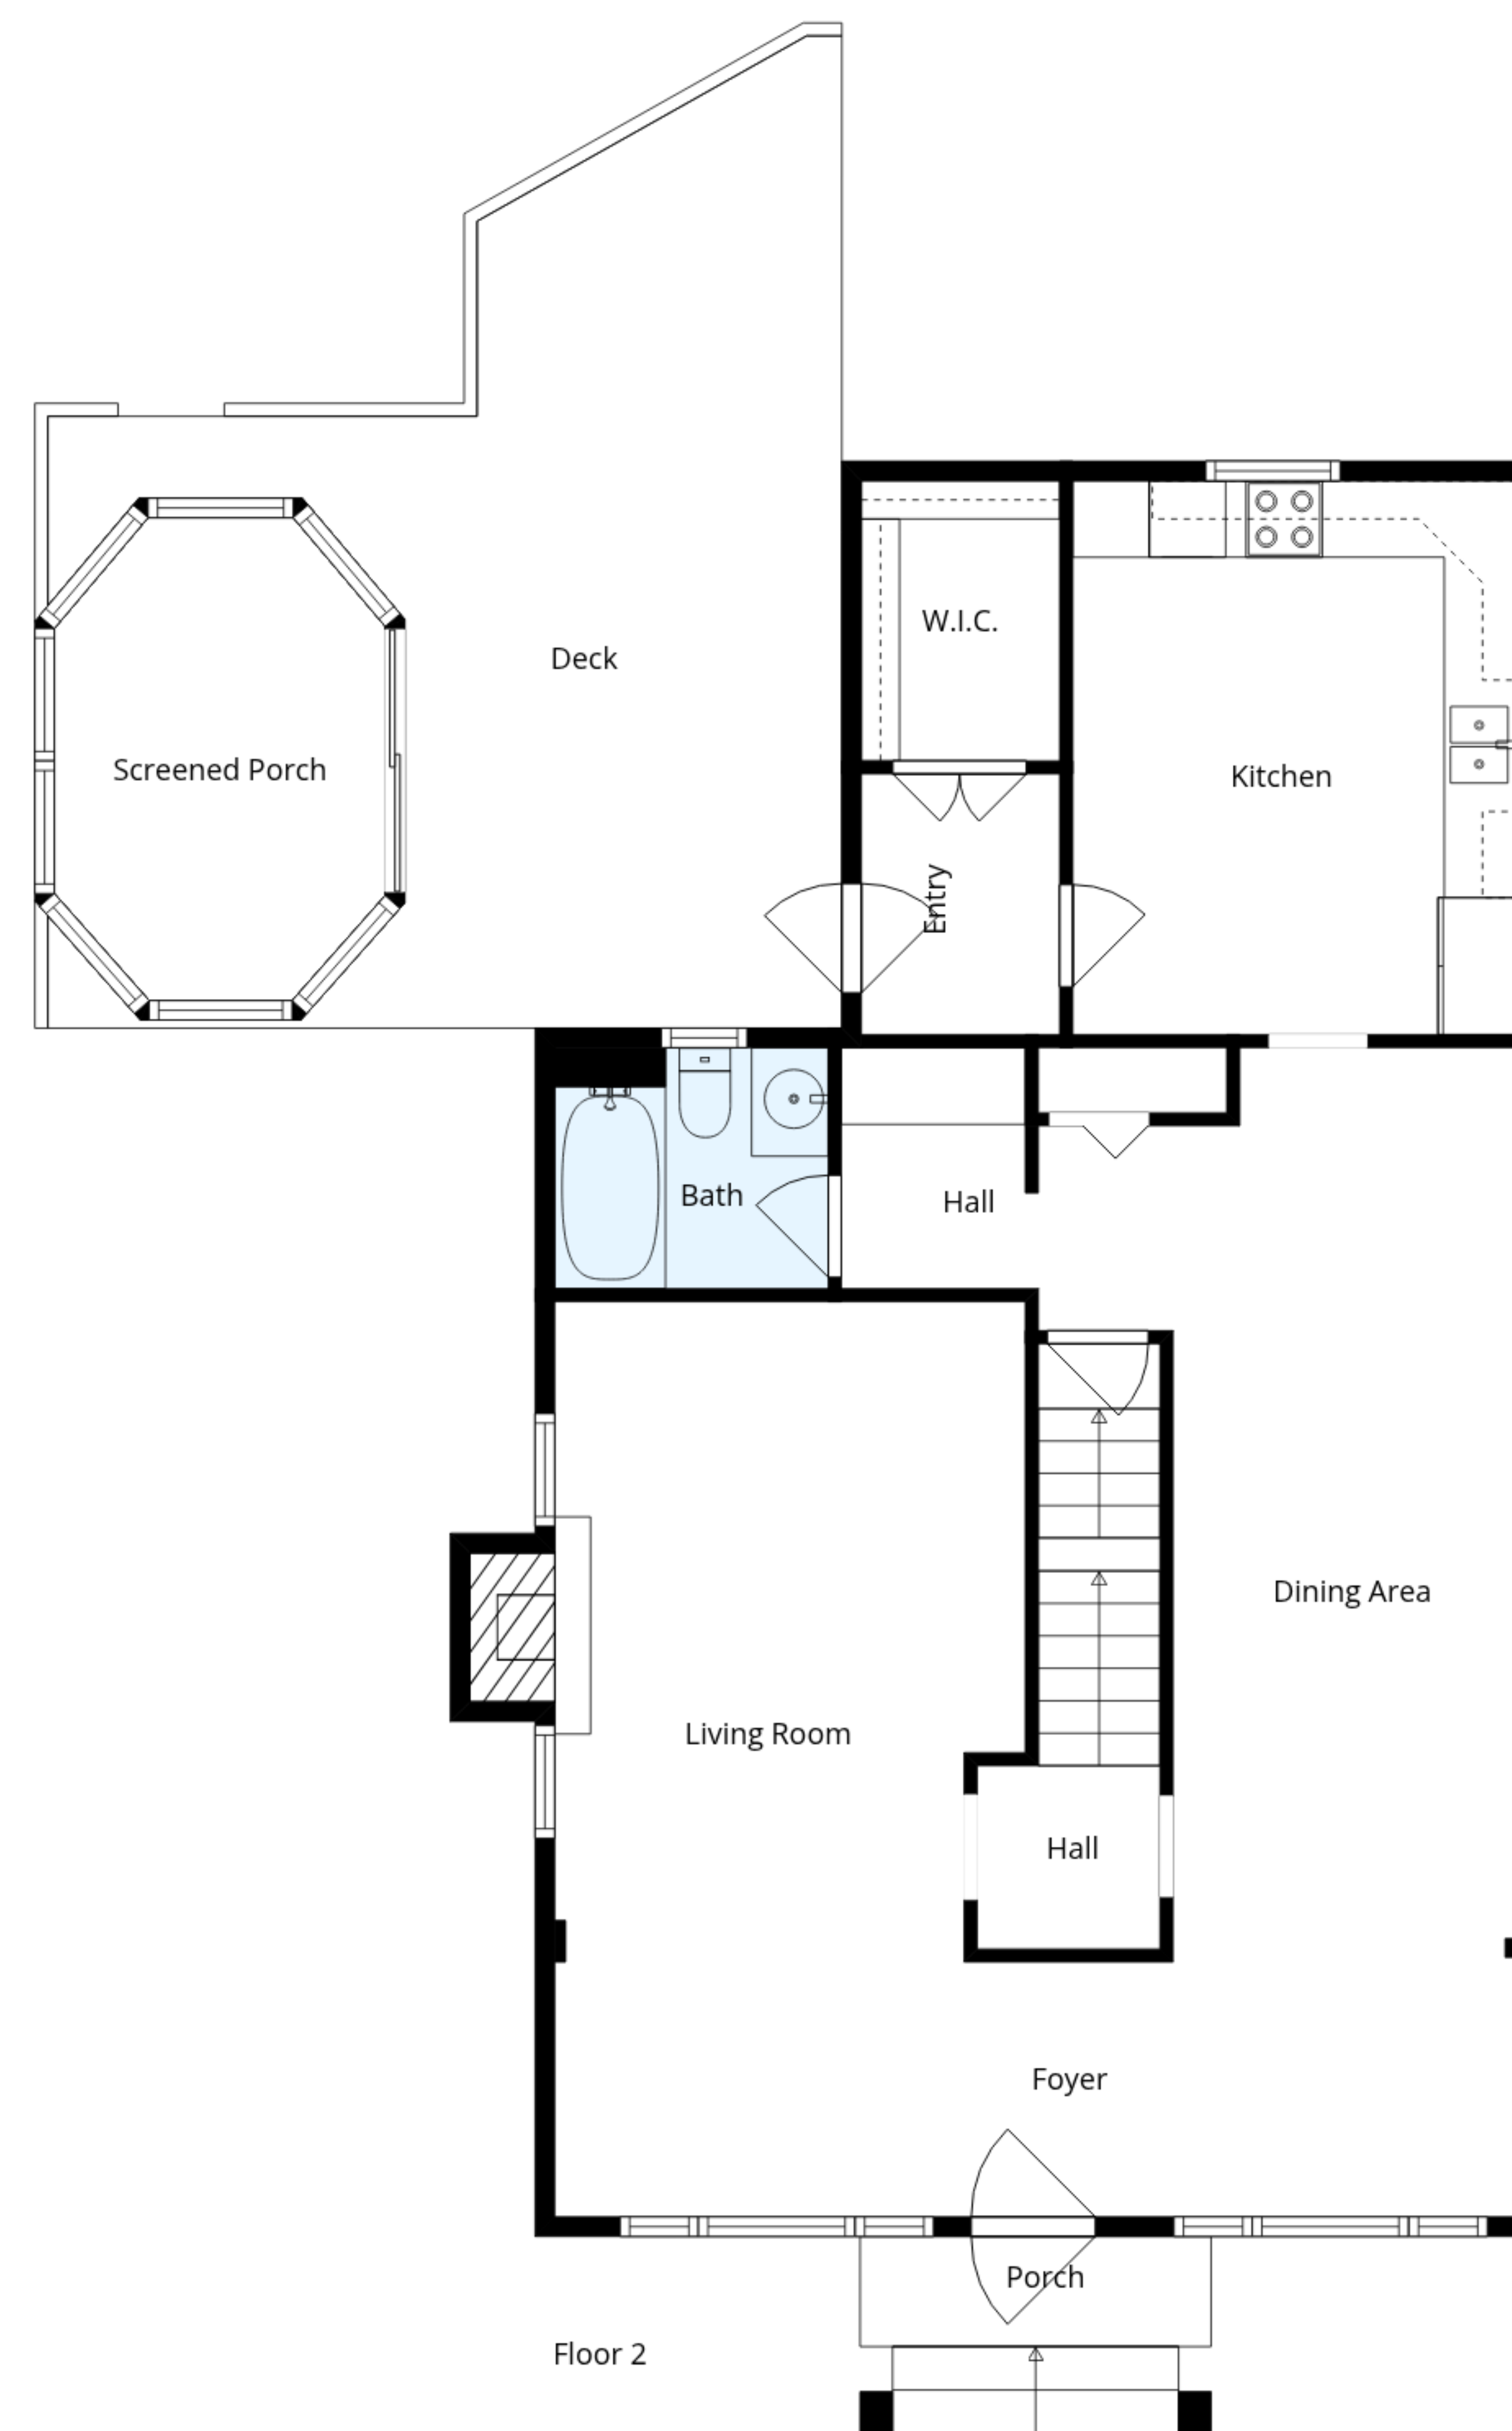 W.I.C.
Deck
Screened Porch
Kitchen
Entry
Bath
Hall
Dining Area
Living Room
Hall
Foyer
Porch
Floor 2